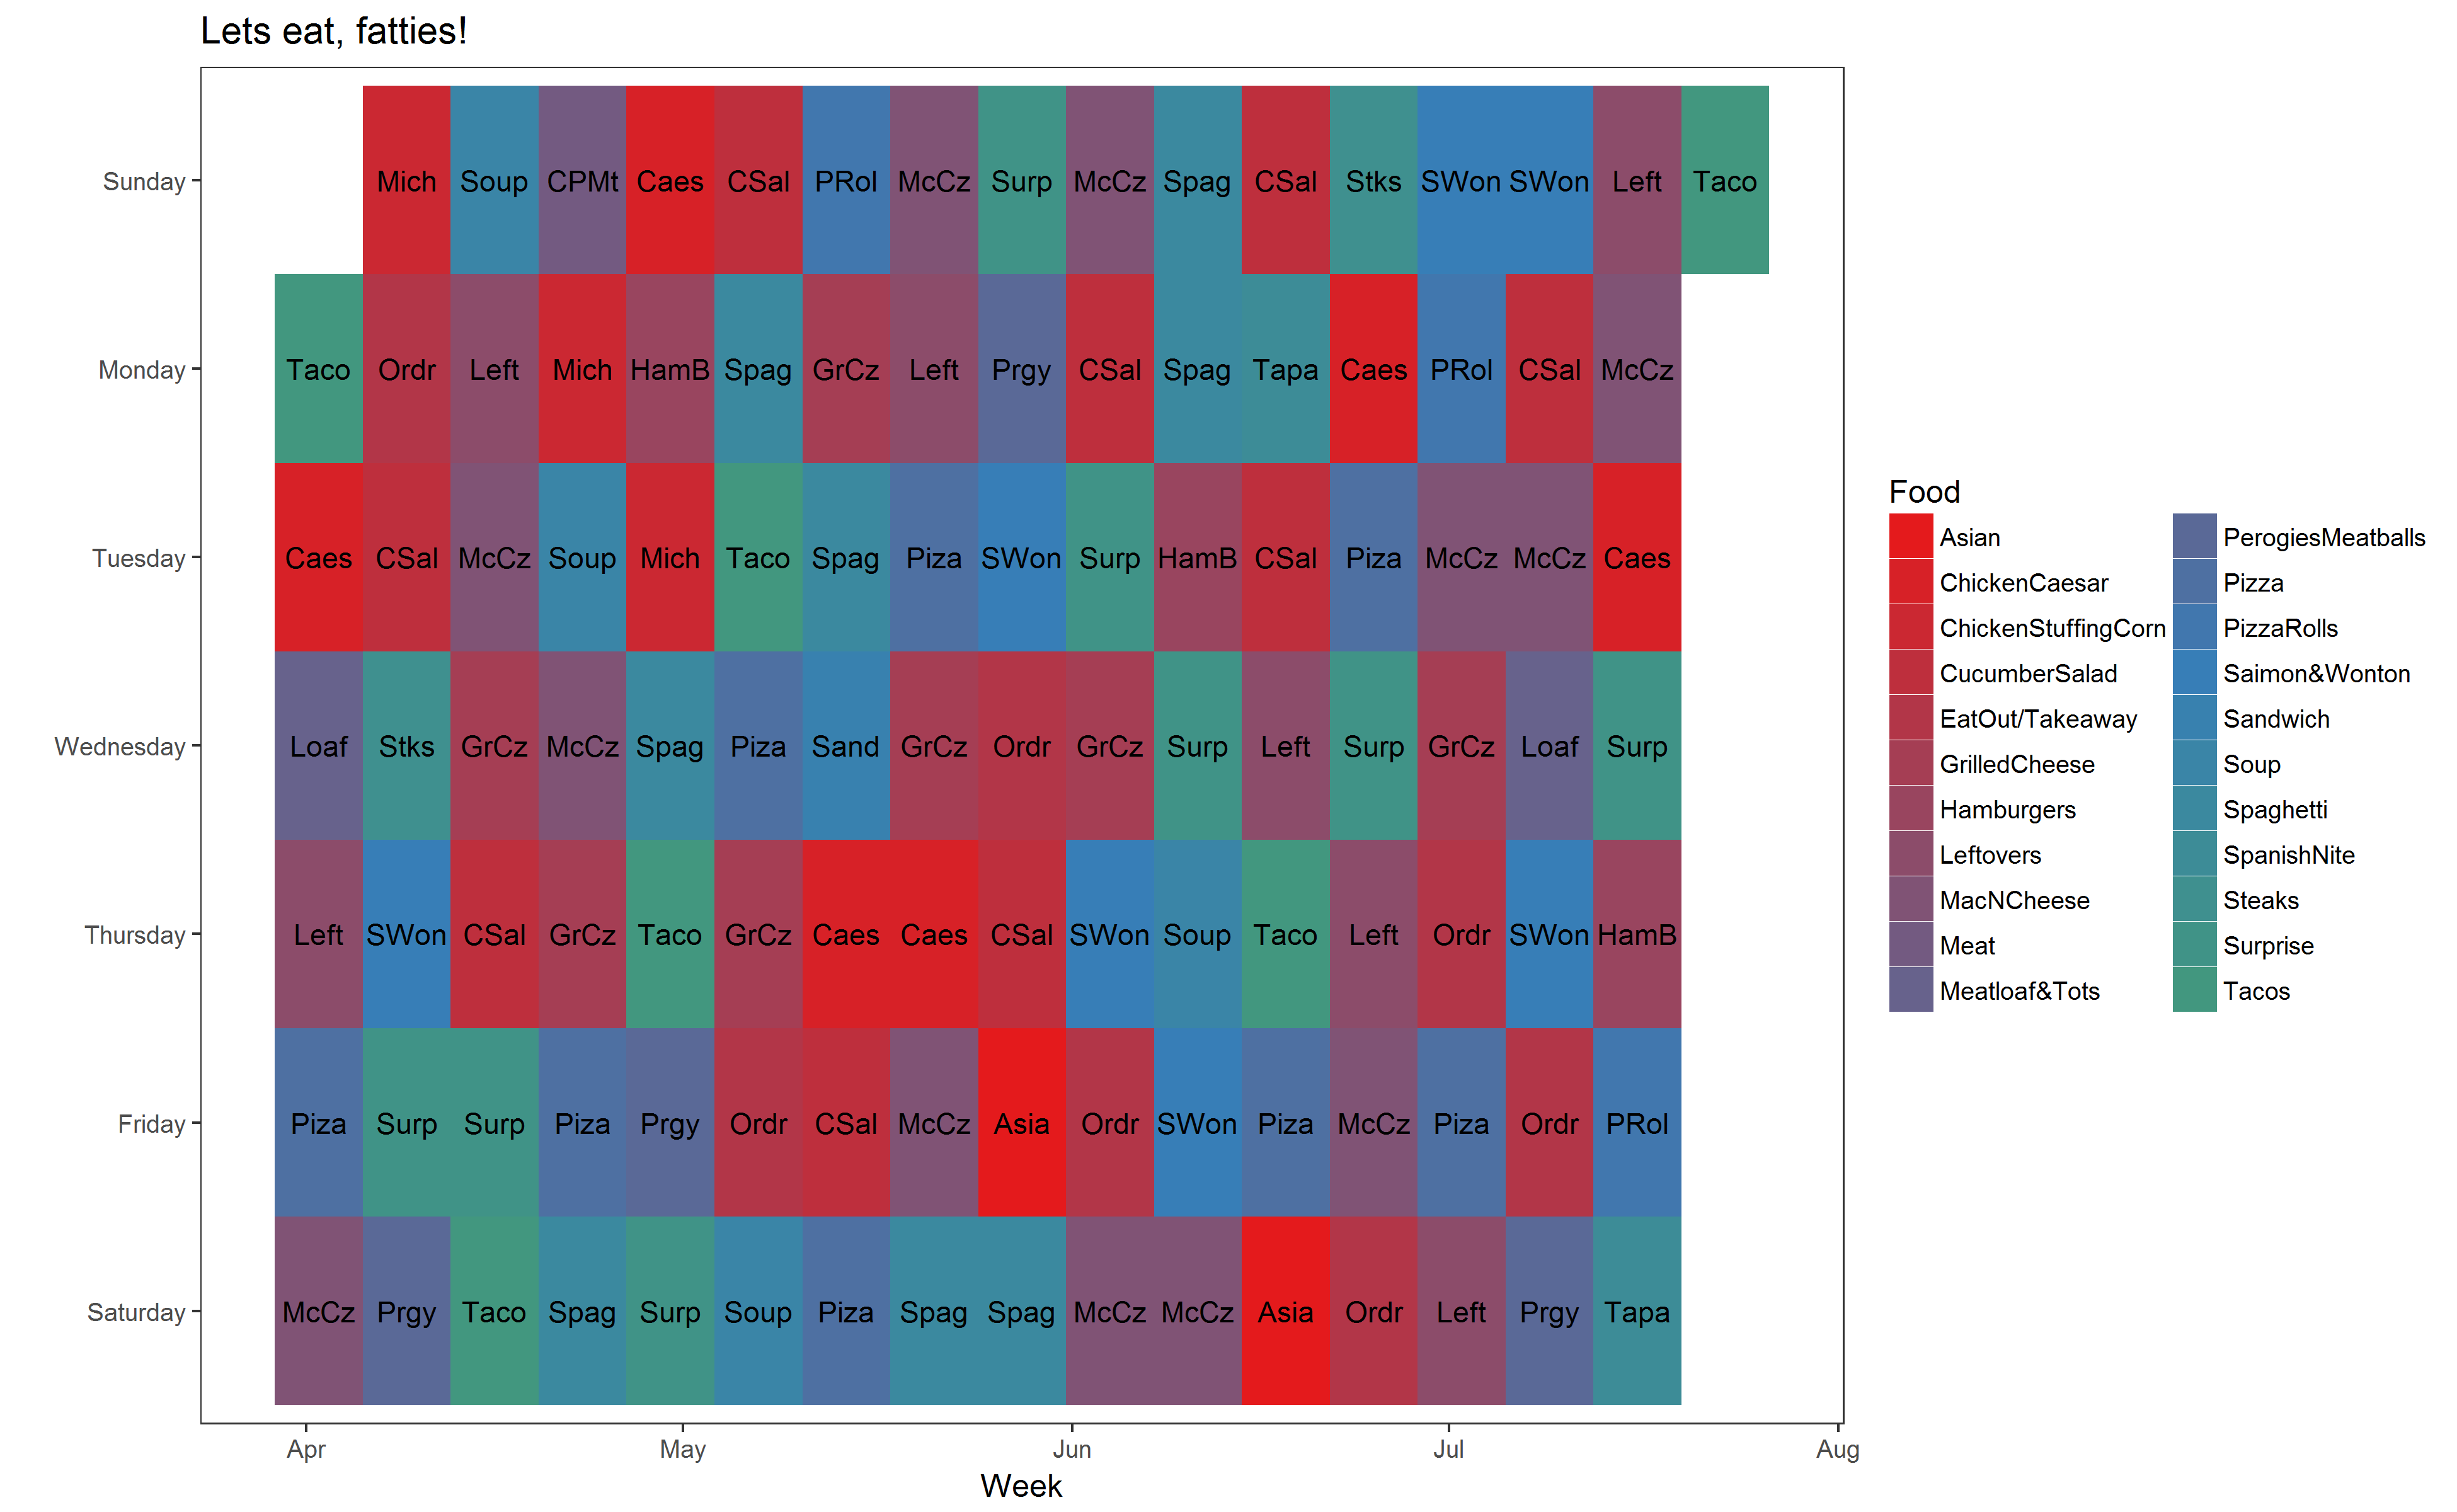 Lets eat, fatties!
Sunday Mich Soup CPMt Caes CSal PRol McCz Surp McCz Spag CSal Stks SWon SWon Left Taco
Monday Taco Ordr Left Mich HamB Spag GrCz Left Prgy CSal Spag Tapa Caes PRol CSal McCz
Tuesday Caes CSal McCz Soup Mich Taco Spag Piza SWon Surp HamB CSal Piza McCz McCz Caes
Wednesday Loaf Stks GrCz McCz Spag Piza Sand GrCz Ordr GrCz Surp Left Surp GrCz Loaf Surp
Thursday Left SWon CSal GrCz Taco GrCz Caes Caes CSal SWon Soup Taco Left Ordr SWon HamB
Friday Piza Surp Surp Piza Prgy Ordr CSal McCz Asia Ordr SWon Piza McCz Piza Ordr PRol
Saturday McCz Prgy Taco Spag Surp Soup Piza Spag Spag McCz McCz Asia Ordr Left Prgy Tapa
Apr May Jun Jul Aug
Week
Food
Asian
ChickenCaesar
ChickenStuffingCorn
CucumberSalad
EatOut/Takeaway
GrilledCheese
Hamburgers
Leftovers
MacNCheese
Meat
Meatloaf&Tots
PerogiesMeatballs
Pizza
PizzaRolls
Saimon&Wonton
Sandwich
Soup
Spaghetti
SpanishNite
Steaks
Surprise
Tacos